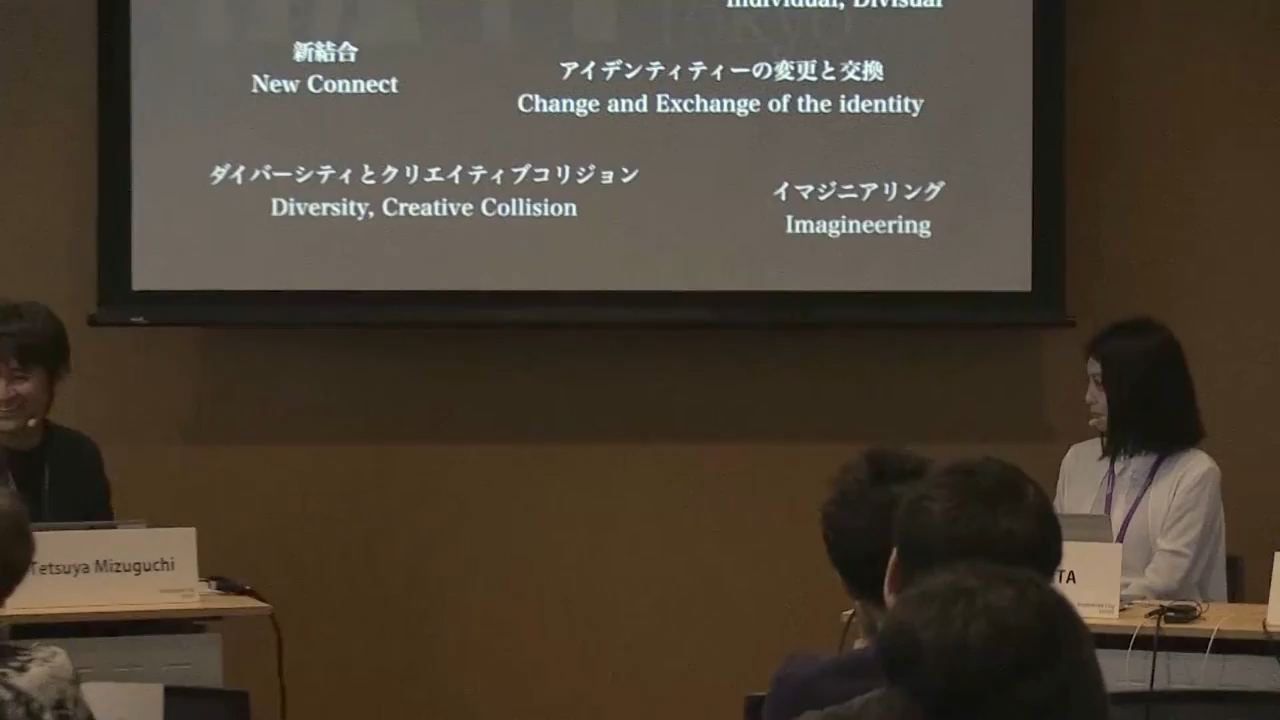 Individual, Divisual
新結合
New Connect
アイデンティティーの変更と交換
Change and Exchange of the identity
ダイバーシティとクリエイティブコリジョン
Diversity, Creative Collision
イマジニアリング
Imagineering
Tetsuya Mizuguchi
TA